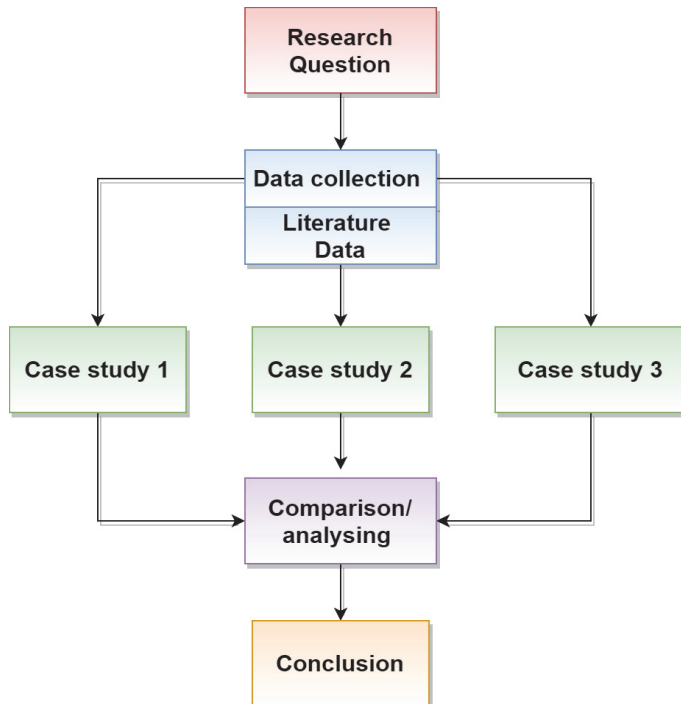 Research
Question
Data collection
Literature
Data
Case study 1
Case study 2
Case study 3
Comparison/
analysing
Conclusion